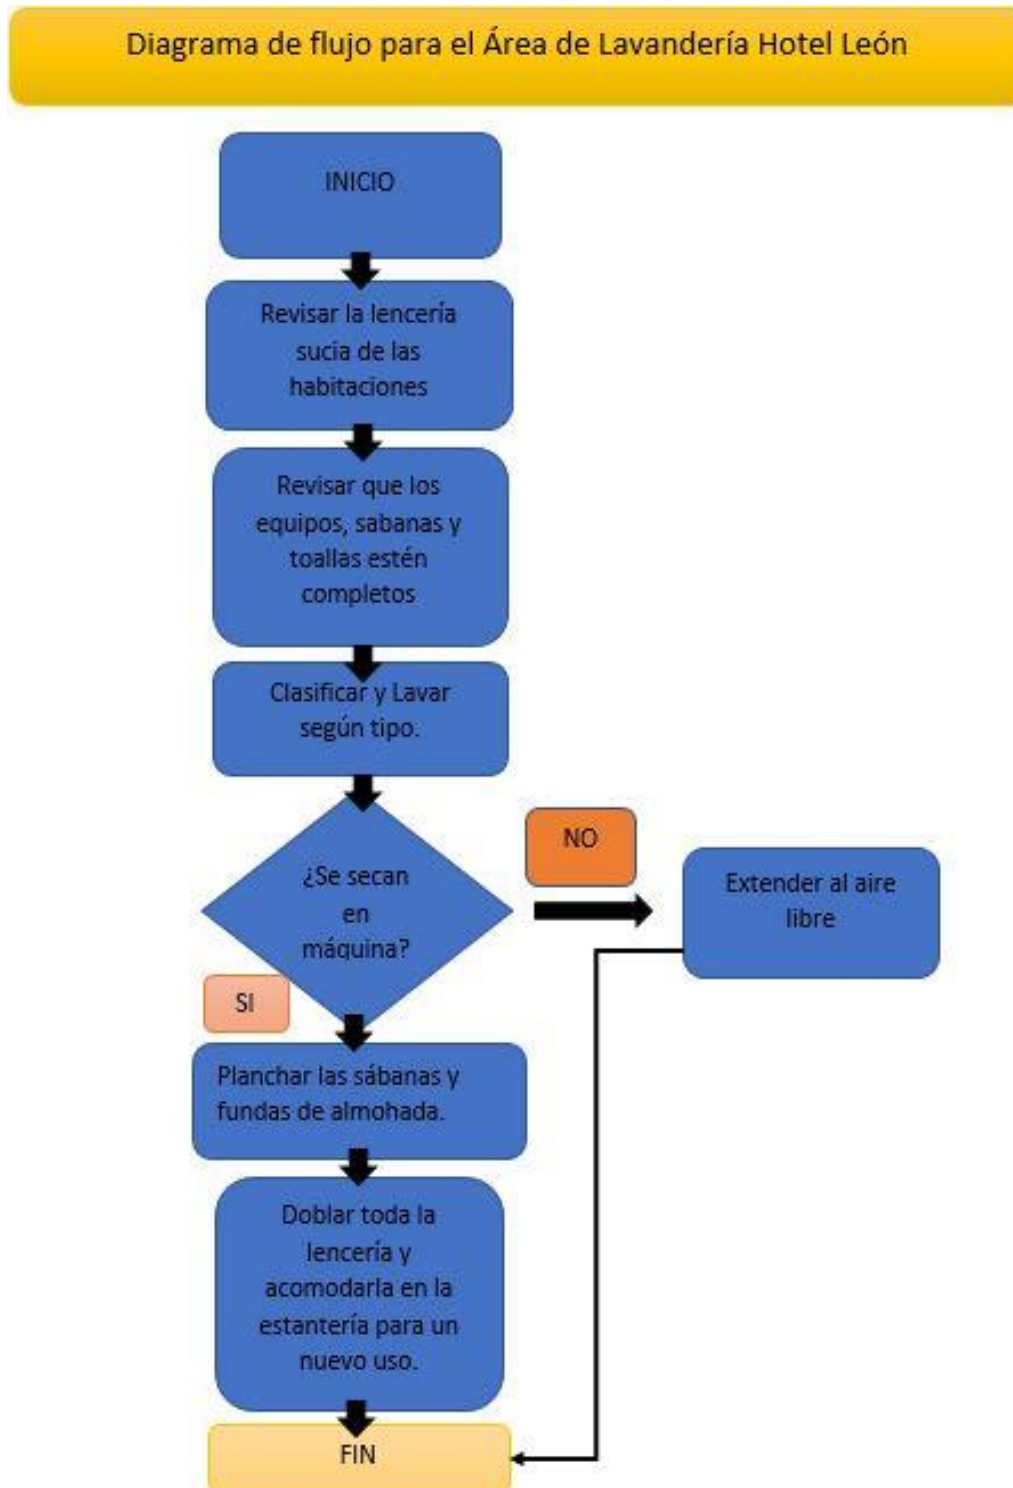 Diagrama de flujo para el Área de Lavandería Hotel León
INICIO
Revisar la lencería
sucia de las
habitaciones
Revisar que los
equipos, sabanas y
toallas estén
completos
Clasificar y Lavar
según tipo.
¿Se secan
en
máquina?
NO
Extender al aire
libre
SI
Planchar las sábanas y
fundas de almohada.
Doblar toda la
lencería y
acomodarla en la
estantería para un
nuevo uso.
FIN